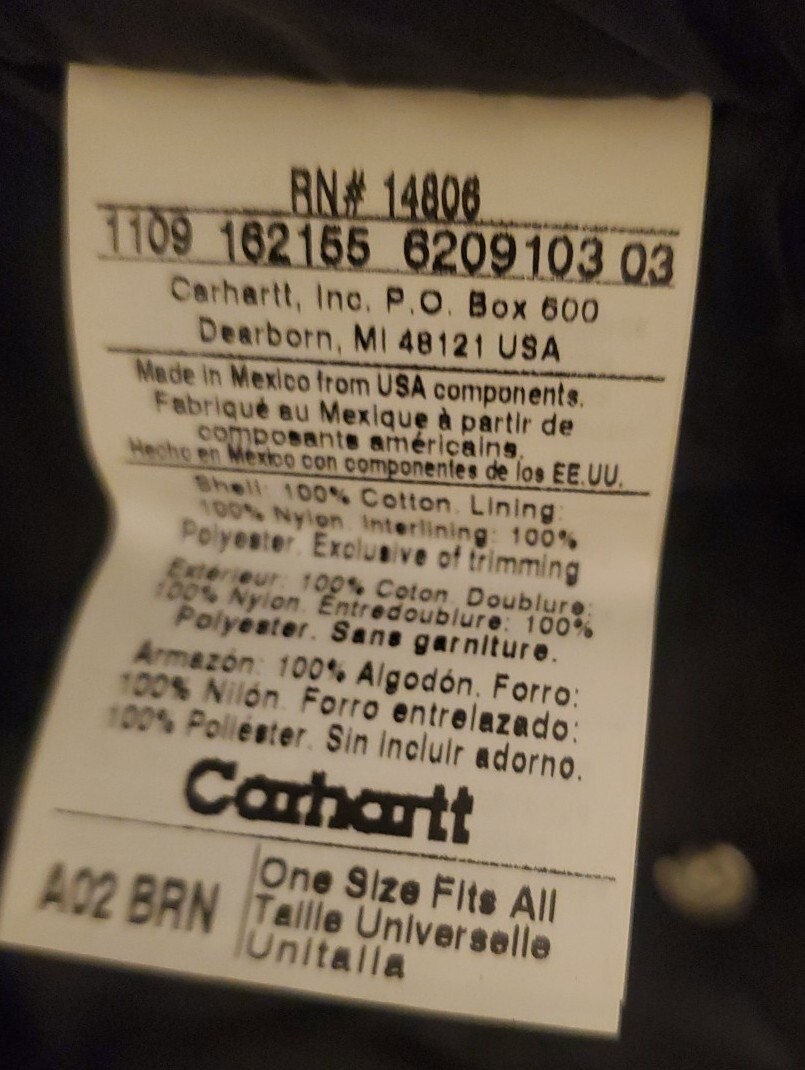 RN# 14806
1109 162155 6209103 03
Carhartt, Inc. P.O. Box 600
Dearborn, MI 48121 USA
Made in Mexico from USA components.
Fabriqué au Mexique à partir de
composants américains.
Hecho en México con componentes de los EE.UU.
Shell: 100% Cotton. Lining:
100% Nylon. Interlining: 100%
Polyester. Exclusive of trimming
Extérieur: 100% Coton. Doublure:
100% Nylon. Entredoublure: 100%
Polyester. Sans garniture.
Armazón: 100% Algodón. Forro:
100% Nilón. Forro entrelazado:
100% Poliéster. Sin incluir adorno.
Carhartt
A02 BRN
One Size Fits All
Taille Universelle
Unitalla